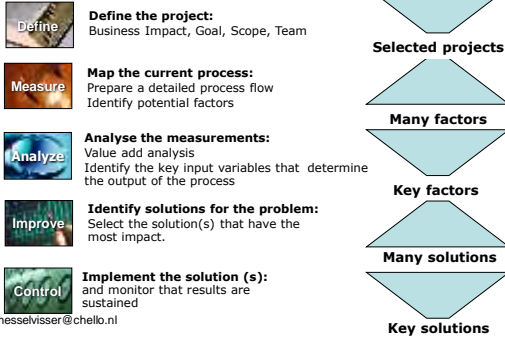 Define
Define the project:
Business Impact, Goal, Scope, Team
Selected projects
Measure
Map the current process:
Prepare a detailed process flow
Identify potential factors
Many factors
Analyze
Analyse the measurements:
Value add analysis
Identify the key input variables that determine
the output of the process
Key factors
Improve
Identify solutions for the problem:
Select the solution(s) that have the
most impact.
Many solutions
Control
Implement the solution (s):
and monitor that results are
sustained
nesselvisser@chello.nl
Key solutions